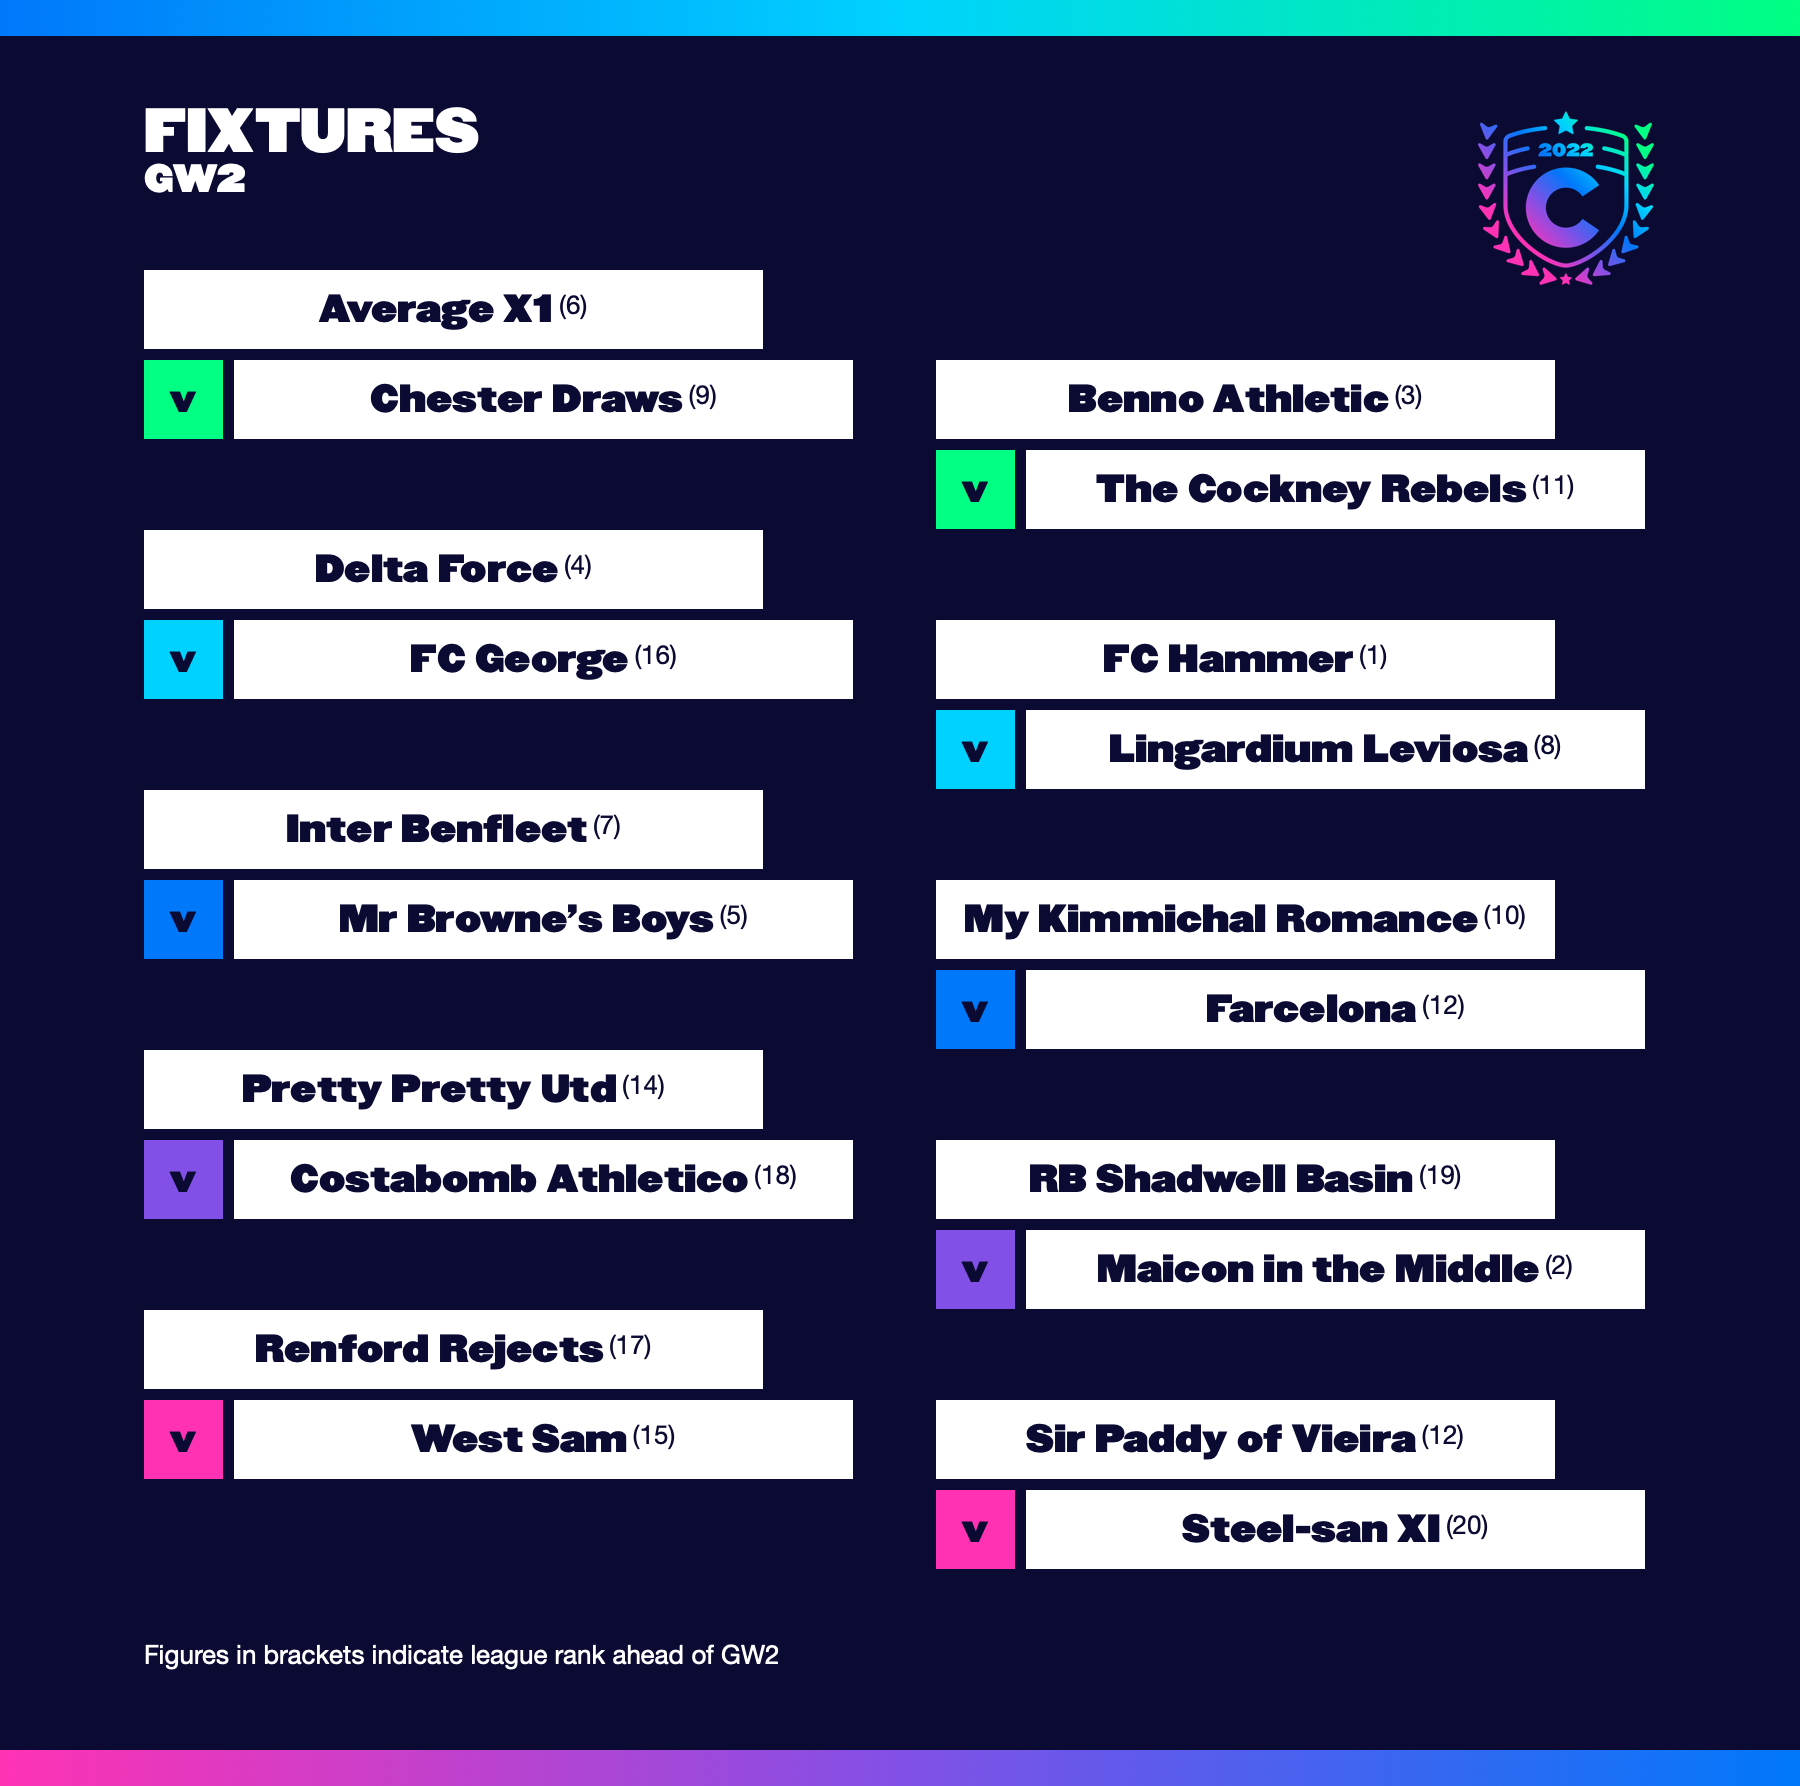 FIXTURES
GW2
2022
C
Average X1 (6)
v Chester Draws (9)
Benno Athletic (3)
v The Cockney Rebels (11)
Delta Force (4)
v FC George (16)
FC Hammer (1)
v Lingardium Leviosa (8)
Inter Benfleet (7)
v Mr Browne’s Boys (5)
My Kimmichal Romance (10)
v Farcelona (12)
Pretty Pretty Utd (14)
v Costabomb Athletico (18)
RB Shadwell Basin (19)
v Maicon in the Middle (2)
Renford Rejects (17)
v West Sam (15)
Sir Paddy of Vieira (12)
v Steel-san XI (20)
Figures in brackets indicate league rank ahead of GW2